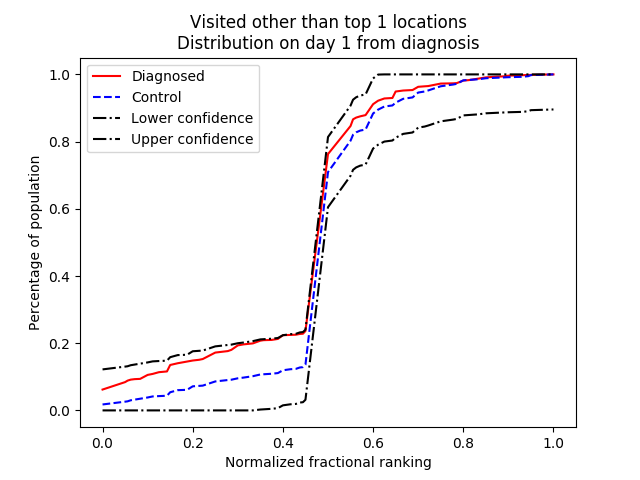 Visited other than top 1 locations
Distribution on day 1 from diagnosis
Diagnosed
Control
Lower confidence
Upper confidence
Percentage of population
1.0
0.8
0.6
0.4
0.2
0.0
0.0 0.2 0.4 0.6 0.8 1.0
Normalized fractional ranking